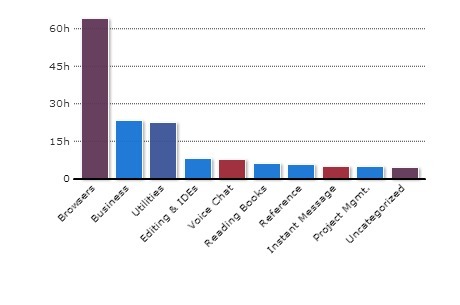 60h
45h
30h
15h
0
Browsers
Business
Utilities
Editing & IDEs
Voice Chat
Reading Books
Reference
Instant Message
Project Mgmt.
Uncategorized